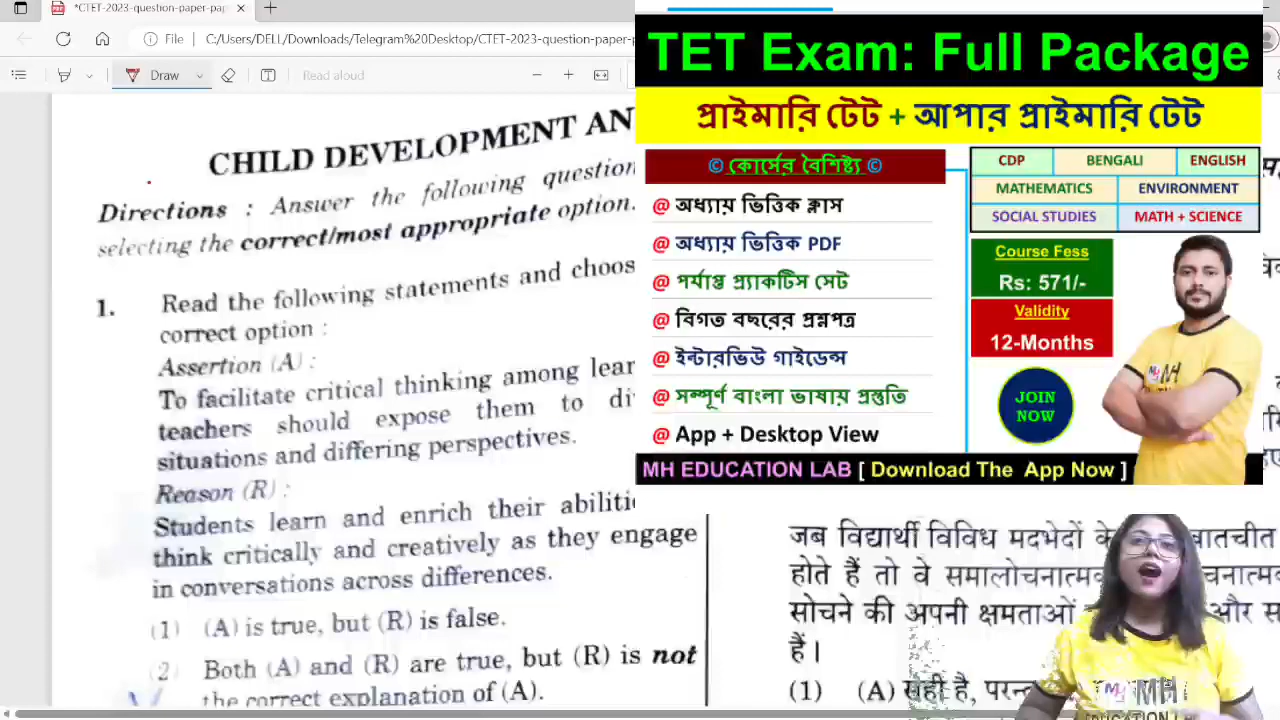 *CTET-2023-question-paper-pap
File
C:/Users/DELL/Downloads/Telegram%20Desktop/CTET-2023-question-paper-p
Draw
Read aloud
CHILD DEVELOPMENT AN
Directions : Answer the following question
selecting the correct/most appropriate option.
1. Read the following statements and choos
correct option :
Assertion (A) :
To facilitate critical thinking among lear
teachers should expose them to di
situations and differing perspectives.
Reason (R) :
Students learn and enrich their abiliti
think critically and creatively as they engage
in conversations across differences.
(1) (A) is true, but (R) is false.
(2) Both (A) and (R) are true, but (R) is not
the correct explanation of (A).
TET Exam: Full Package
প্রাইমারি টেট + আপার প্রাইমারি টেট
© কোর্সের বৈশিষ্ট্য ©
@ অধ্যায় ভিত্তিক ক্লাস
@ অধ্যায় ভিত্তিক PDF
@ পর্যাপ্ত প্র্যাকটিস সেট
@ বিগত বছরের প্রশ্নপত্র
@ ইন্টারভিউ গাইডেন্স
@ সম্পূর্ণ বাংলা ভাষায় প্রস্তুতি
@ App + Desktop View
CDP BENGALI ENGLISH
MATHEMATICS ENVIRONMENT
SOCIAL STUDIES MATH + SCIENCE
Course Fess
Rs: 571/-
Validity
12-Months
JOIN
NOW
MH
MH EDUCATION LAB [ Download The App Now ]
जब विद्यार्थी विविध मदभेदों के बातचीत
होते हैं तो वे
सोचने की अपनी क्षमताओं और स
हैं।
(1) (A) सही है, परन्
MH